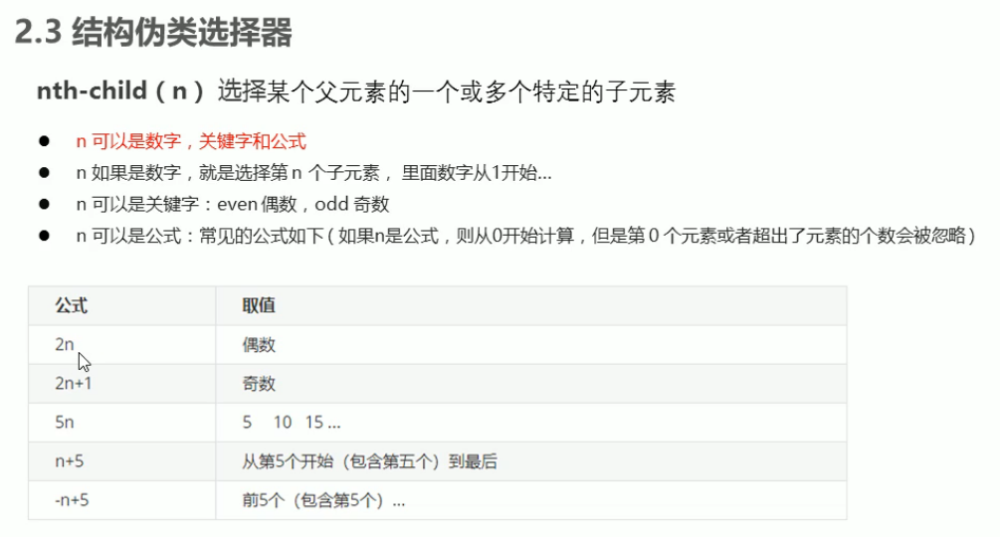 2.3 结构伪类选择器
nth-child（n） 选择某个父元素的一个或多个特定的子元素
● n 可以是数字，关键字和公式
● n 如果是数字，就是选择第 n 个子元素， 里面数字从1开始…
● n 可以是关键字：even 偶数，odd 奇数
● n 可以是公式：常见的公式如下 ( 如果n是公式，则从0开始计算，但是第 0 个元素或者超出了元素的个数会被忽略 )
公式 取值
2n 偶数
2n+1 奇数
5n 5 10 15 ...
n+5 从第5个开始（包含第五个）到最后
-n+5 前5个（包含第5个）...